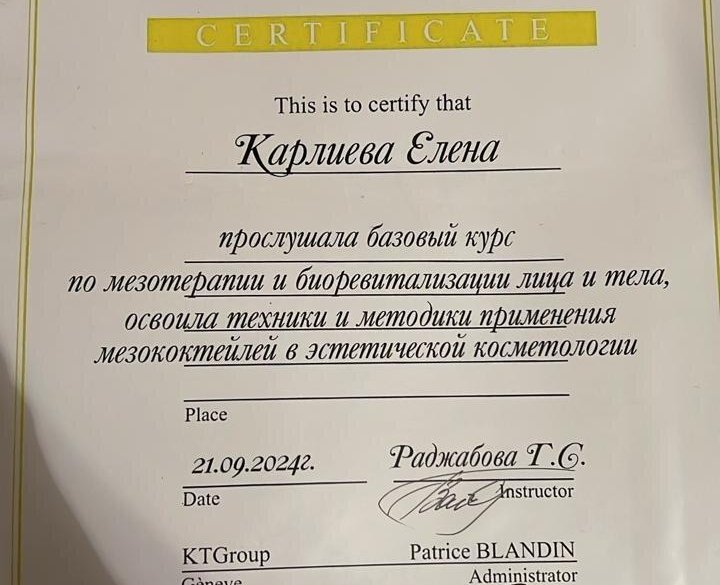 CERTIFICATE
This is to certify that
Карлиева Елена
прослушала базовый курс
по мезотерапии и биоревитализации лица и тела,
освоила техники и методики применения
мезококтейлей в эстетической косметологии
Place
21.09.2024г. Раджабова Г.С.
Date Instructor
KTGroup Patrice BLANDIN
Genève Administrator